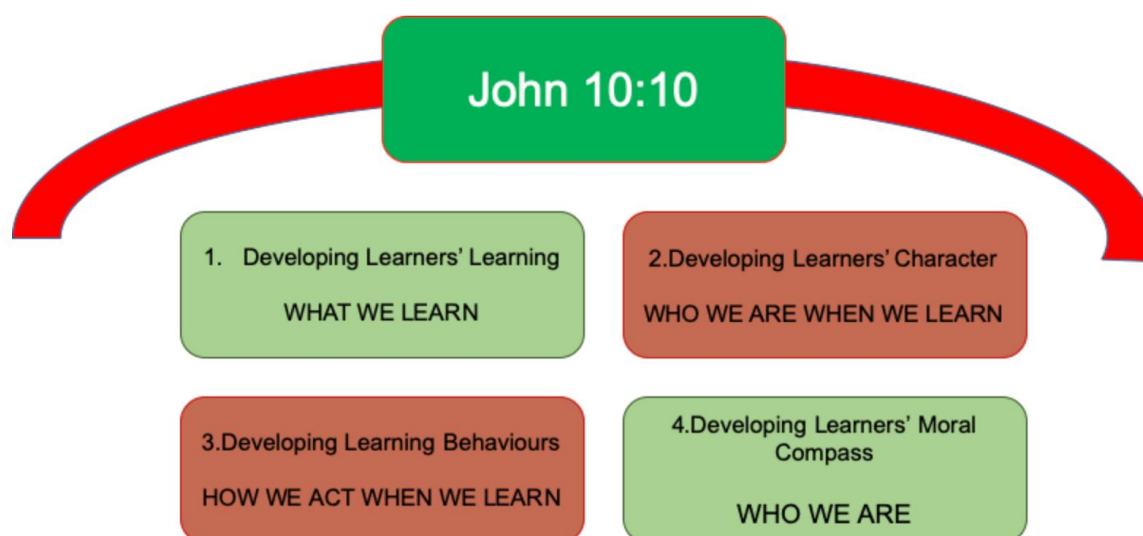 John 10:10
1. Developing Learners' Learning
WHAT WE LEARN
2.Developing Learners' Character
WHO WE ARE WHEN WE LEARN
3.Developing Learning Behaviours
HOW WE ACT WHEN WE LEARN
4.Developing Learners' Moral
Compass
WHO WE ARE